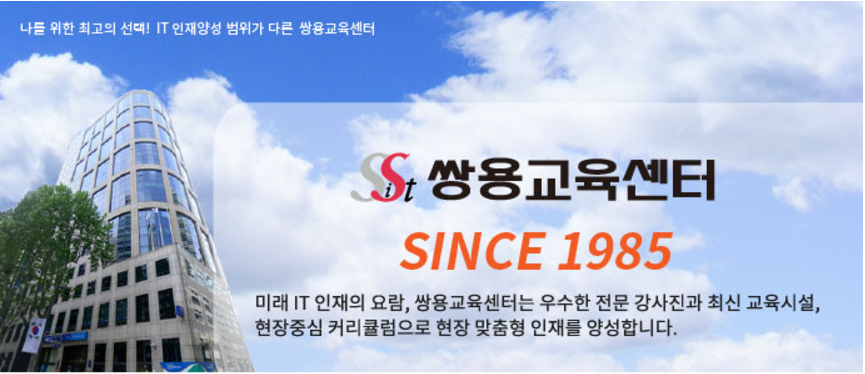 나를 위한 최고의 선택! IT 인재양성 범위가 다른 쌍용교육센터
SSist 쌍용교육센터
SINCE 1985
미래 IT 인재의 요람, 쌍용교육센터는 우수한 전문 강사진과 최신 교육시설,
현장중심 커리큘럼으로 현장 맞춤형 인재를 양성합니다.